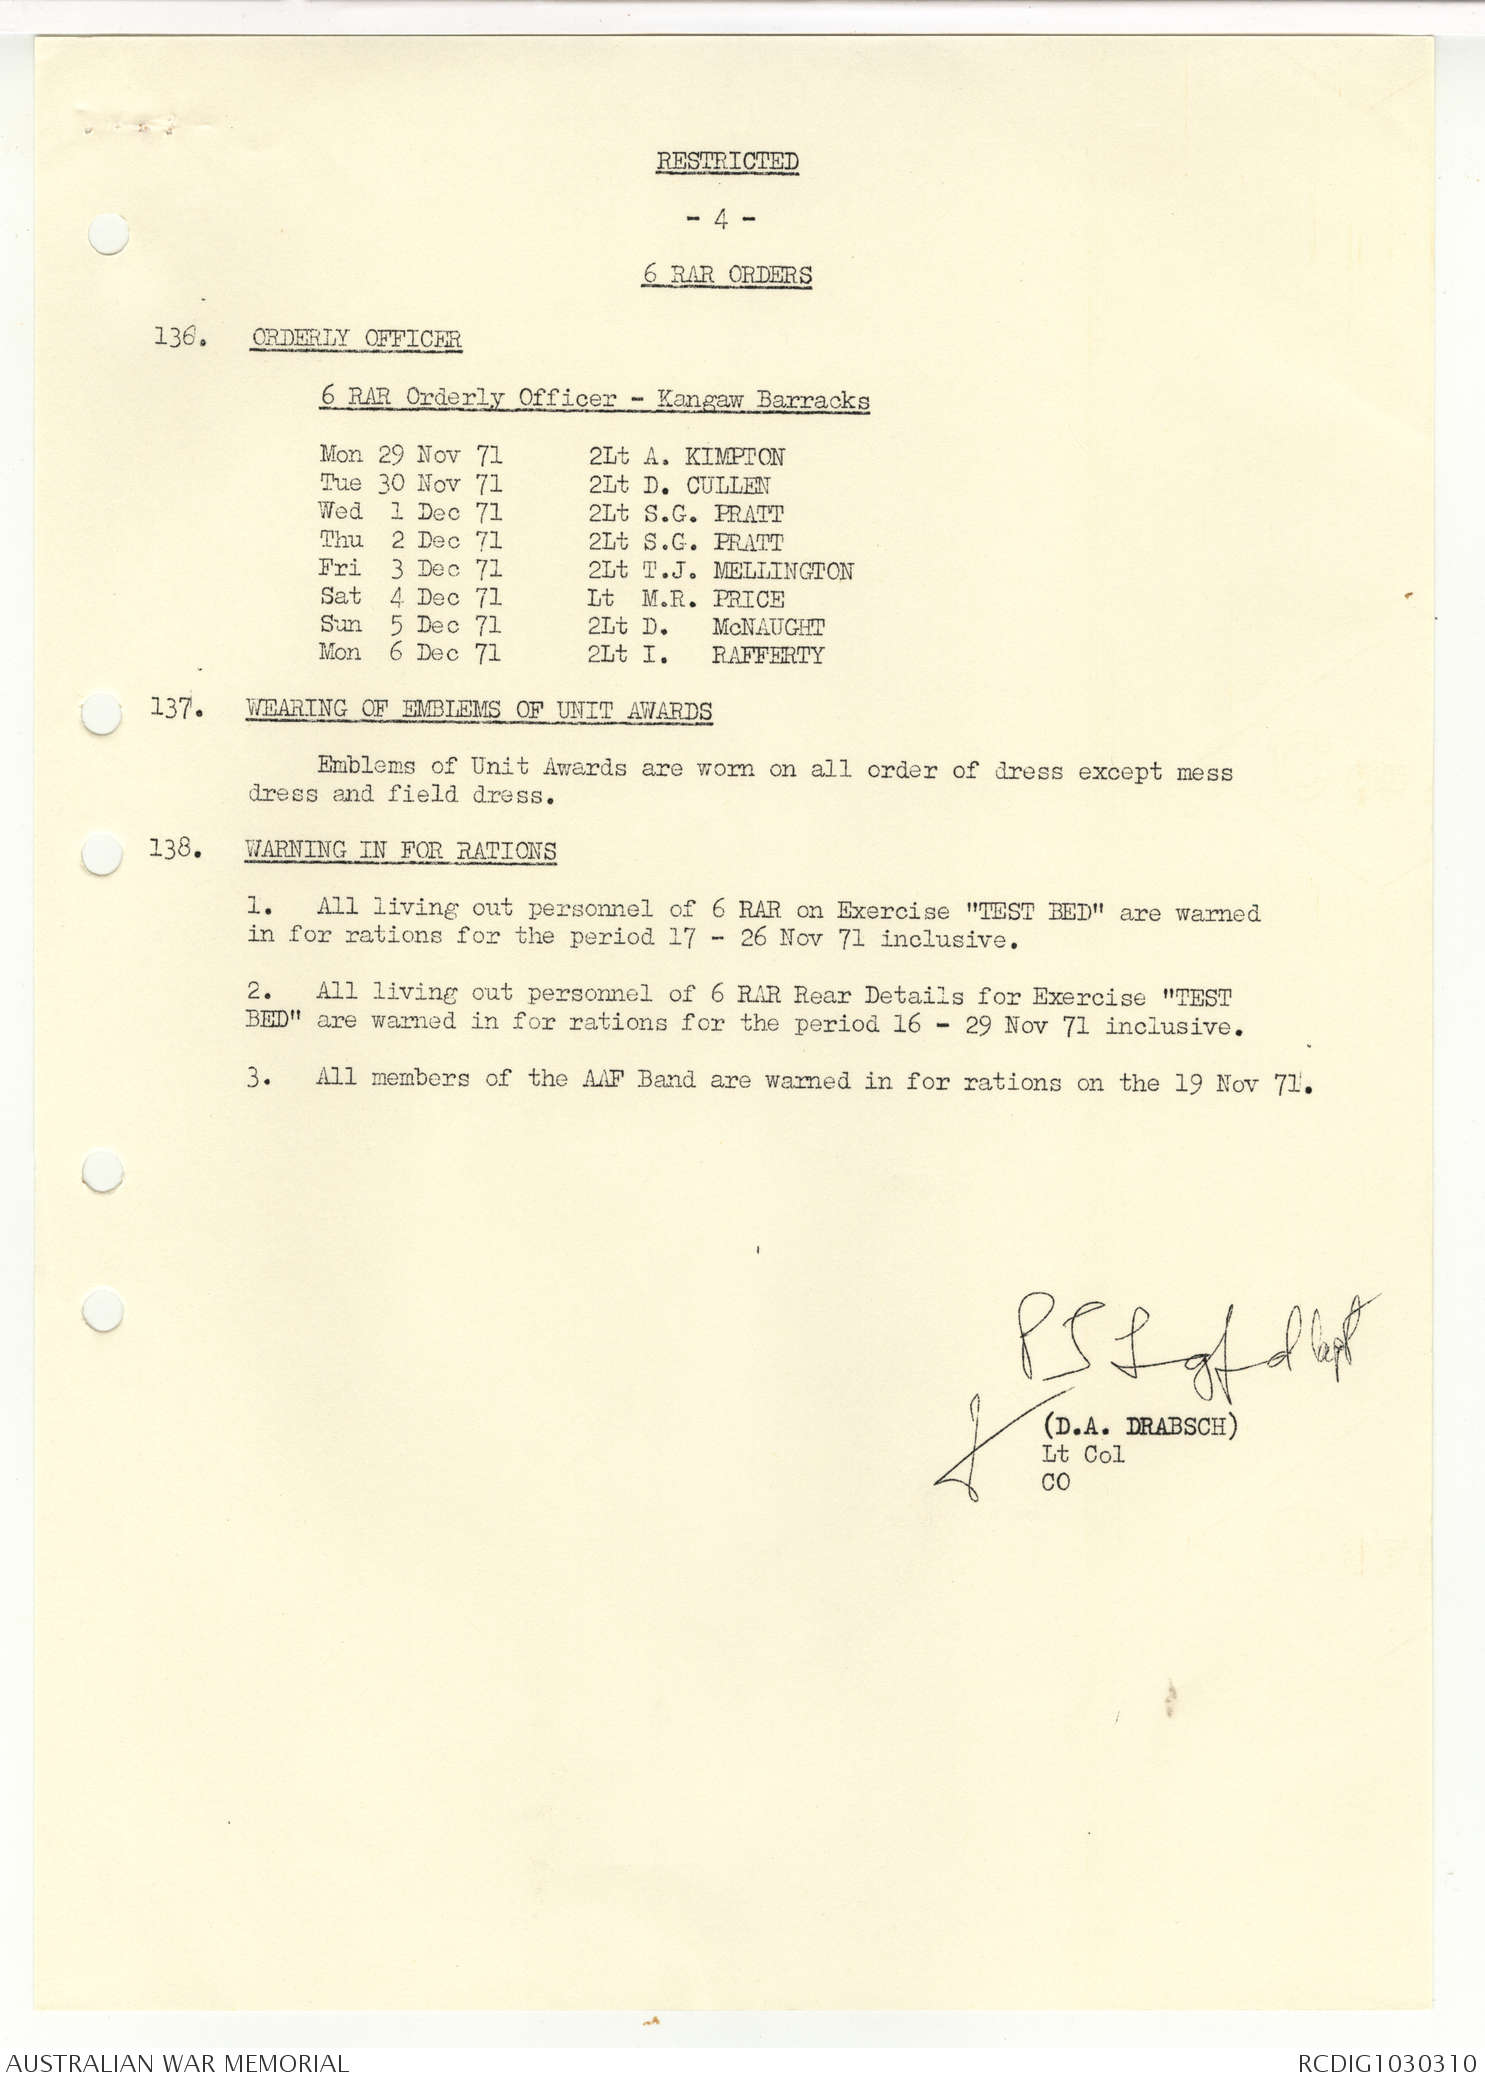 RESTRICTED
- 4 -
6 RAR ORDERS
136. ORDERLY OFFICER
6 RAR Orderly Officer - Kangaw Barracks
Mon 29 Nov 71 2Lt A. KIMPTON
Tue 30 Nov 71 2Lt D. CULLEN
Wed 1 Dec 71 2Lt S.G. PRATT
Thu 2 Dec 71 2Lt S.G. PRATT
Fri 3 Dec 71 2Lt T.J. MELLINGTON
Sat 4 Dec 71 Lt M.R. PRICE
Sun 5 Dec 71 2Lt D. McNAUGHT
Mon 6 Dec 71 2Lt I. RAFFERTY
137. WEARING OF EMBLEMS OF UNIT AWARDS
Emblems of Unit Awards are worn on all order of dress except mess
dress and field dress.
138. WARNING IN FOR RATIONS
1. All living out personnel of 6 RAR on Exercise "TEST BED" are warned
in for rations for the period 17 - 26 Nov 71 inclusive.
2. All living out personnel of 6 RAR Rear Details for Exercise "TEST
BED" are warned in for rations for the period 16 - 29 Nov 71 inclusive.
3. All members of the AAF Band are warned in for rations on the 19 Nov 71.
Capt
(D.A. DRABSCH)
Lt Col
CO
AUSTRALIAN WAR MEMORIAL
RCDIG1030310